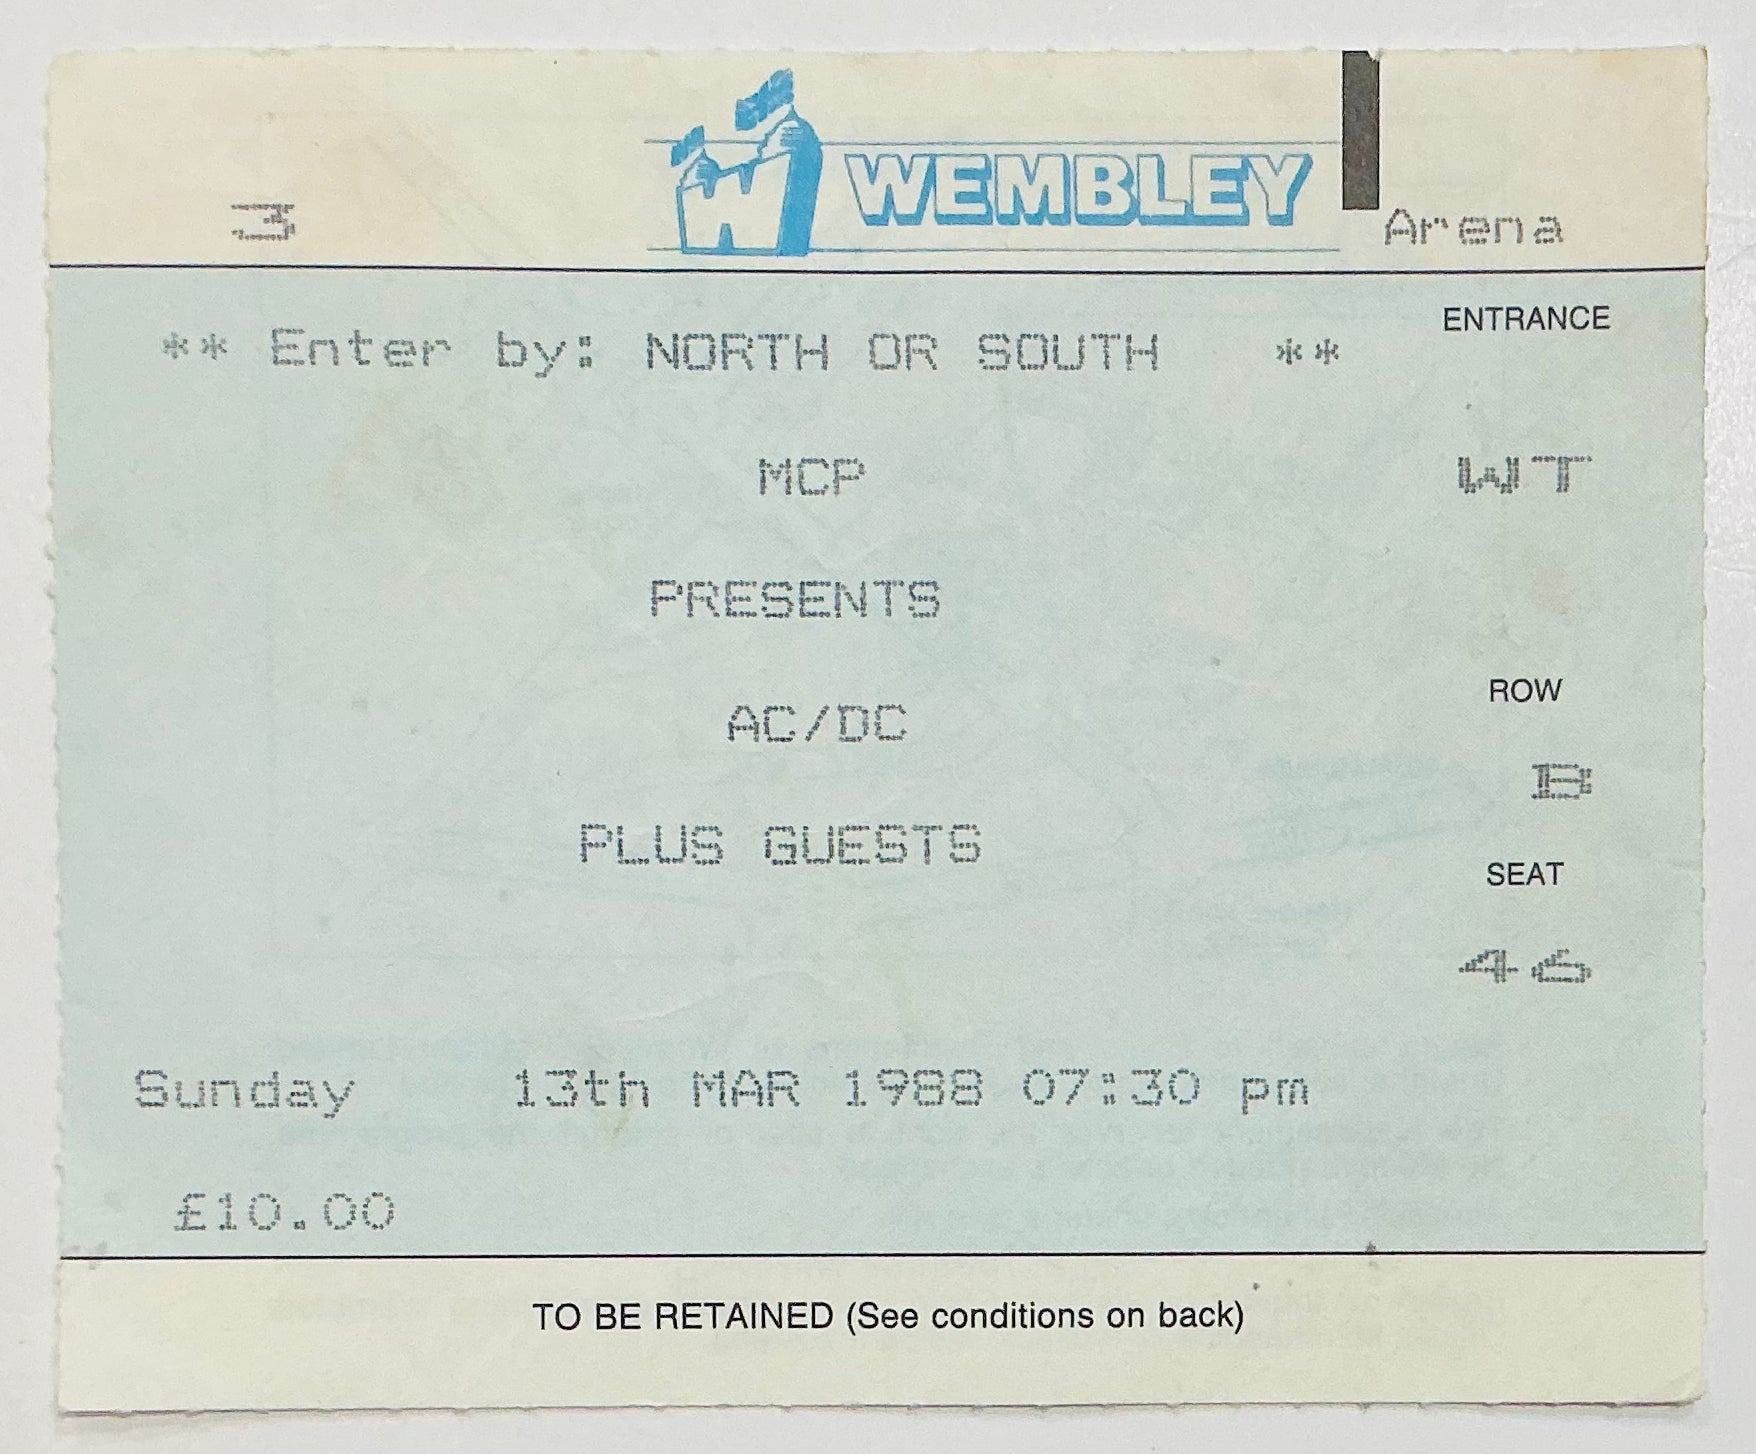 3
W WEMBLEY
Arena
** Enter by: NORTH OR SOUTH **
ENTRANCE
MCP
WT
PRESENTS
ROW
AC/DC
B
PLUS GUESTS
SEAT
46
Sunday 13th MAR 1988 07:30 pm
£10.00
TO BE RETAINED (See conditions on back)